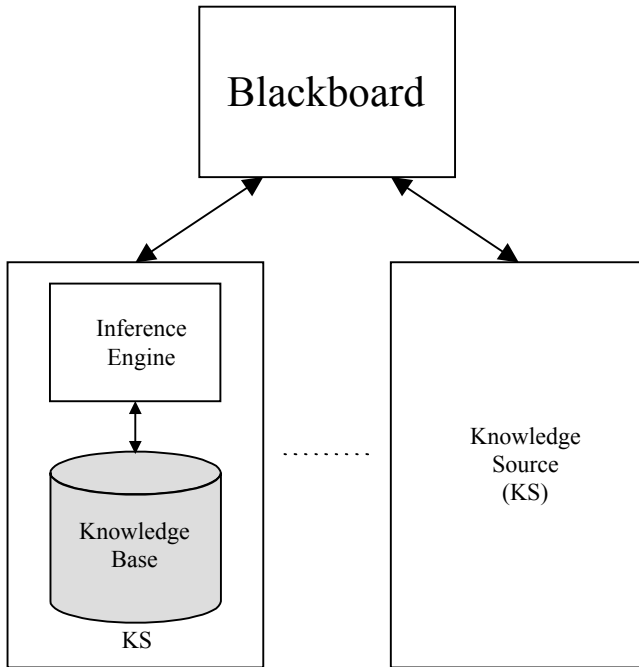 Blackboard
Inference
Engine
Knowledge
Base
KS
Knowledge
Source
(KS)